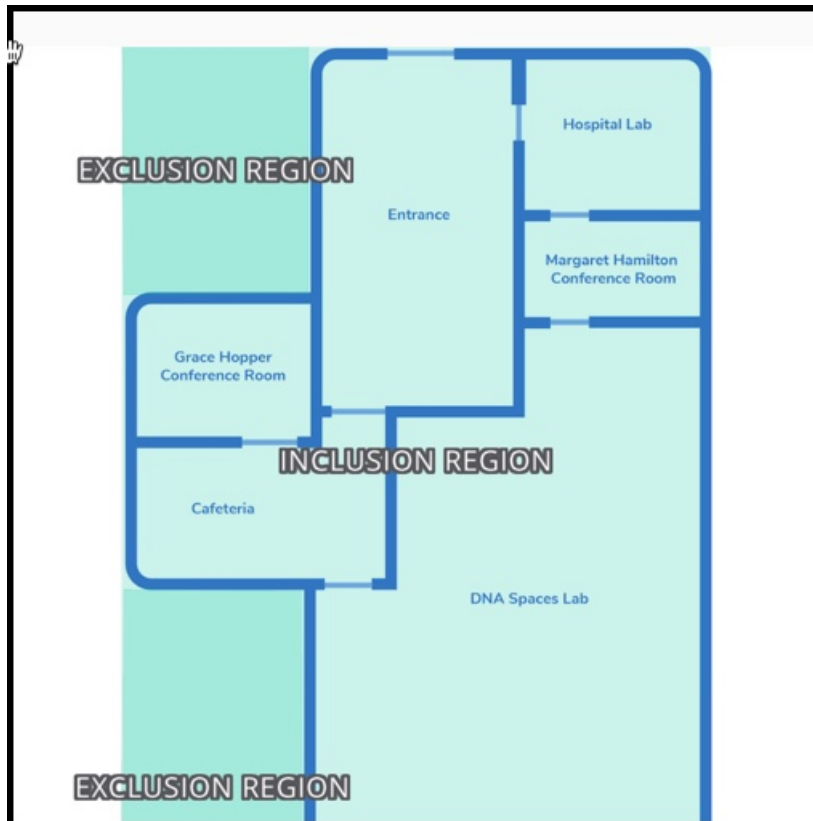 Hospital Lab
EXCLUSION REGION
Entrance
Margaret Hamilton
Conference Room
Grace Hopper
Conference Room
INCLUSION REGION
Cafeteria
DNA Spaces Lab
EXCLUSION REGION